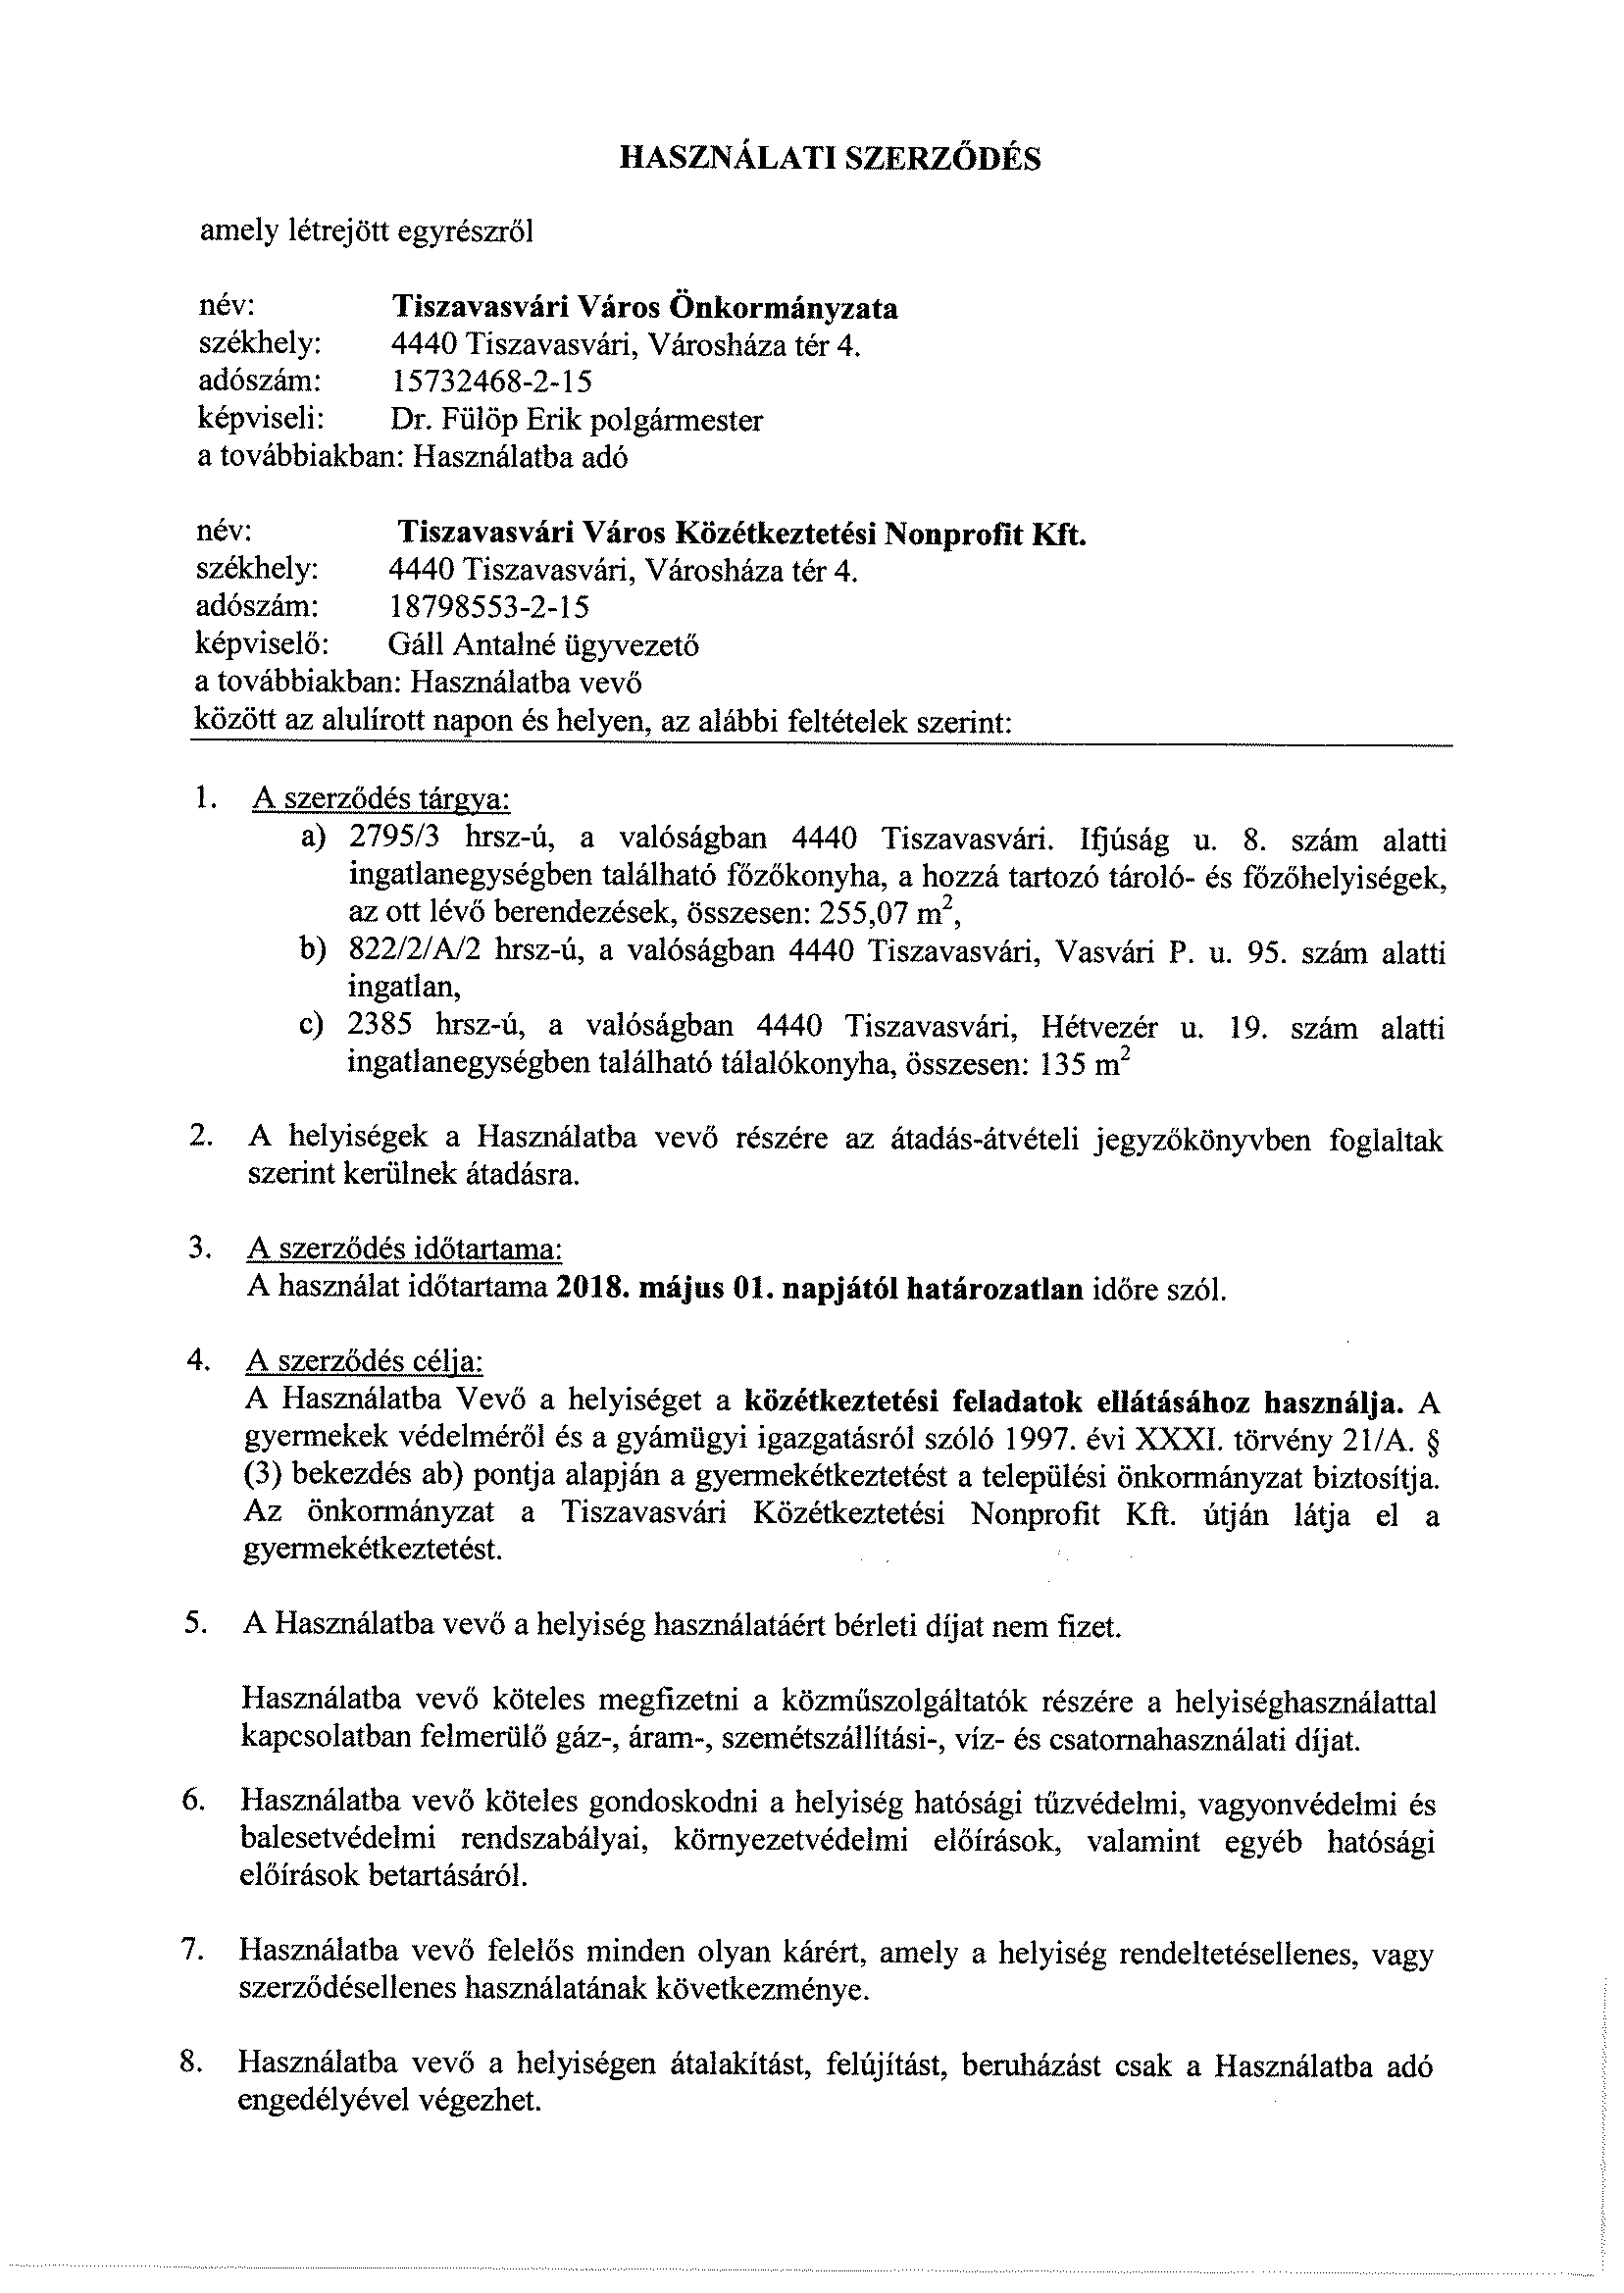 HASZNÁLATI SZERZŐDÉS
amely létrejött egyrészről
név: Tiszavasvári Város Önkormányzata
székhely: 4440 Tiszavasvári, Városháza tér 4.
adószám: 15732468-2-15
képviseli: Dr. Fülöp Erik polgármester
a továbbiakban: Használatba adó
név: Tiszavasvári Város Közétkeztetési Nonprofit Kft.
székhely: 4440 Tiszavasvári, Városháza tér 4.
adószám: 18798553-2-15
képviselő: Gáll Antalné ügyvezető
a továbbiakban: Használatba vevő
között az alulírott napon és helyen, az alábbi feltételek szerint:
1. A szerződés tárgya:
a) 2795/3 hrsz-ú, a valóságban 4440 Tiszavasvári. Ifjúság u. 8. szám alatti
ingatlanegységben található főzőkonyha, a hozzá tartozó tároló- és főzőhelyiségek,
az ott lévő berendezések, összesen: 255,07 m²,
b) 822/2/A/2 hrsz-ú, a valóságban 4440 Tiszavasvári, Vasvári P. u. 95. szám alatti
ingatlan,
c) 2385 hrsz-ú, a valóságban 4440 Tiszavasvári, Hétvezér u. 19. szám alatti
ingatlanegységben található tálalókonyha, összesen: 135 m²
2. A helyiségek a Használatba vevő részére az átadás-átvételi jegyzőkönyvben foglaltak
szerint kerülnek átadásra.
3. A szerződés időtartama:
A használat időtartama 2018. május 01. napjától határozatlan időre szól.
4. A szerződés célja:
A Használatba Vevő a helyiséget a közétkeztetési feladatok ellátásához használja. A
gyermekek védelméről és a gyámügyi igazgatásról szóló 1997. évi XXXI. törvény 21/A. §
(3) bekezdés ab) pontja alapján a gyermekétkeztetést a települési önkormányzat biztosítja.
Az önkormányzat a Tiszavasvári Közétkeztetési Nonprofit Kft. útján látja el a
gyermekétkeztetést.
5. A Használatba vevő a helyiség használatáért bérleti díjat nem fizet.
Használatba vevő köteles megfizetni a közműszolgáltatók részére a helyiséghasználattal
kapcsolatban felmerülő gáz-, áram-, szemétszállítási-, víz- és csatornahasználati díjat.
6. Használatba vevő köteles gondoskodni a helyiség hatósági tűzvédelmi, vagyonvédelmi és
balesetvédelmi rendszabályai, környezetvédelmi előírások, valamint egyéb hatósági
előírások betartásáról.
7. Használatba vevő felelős minden olyan kárért, amely a helyiség rendeltetésellenes, vagy
szerződésellenes használatának következménye.
8. Használatba vevő a helyiségen átalakítást, felújítást, beruházást csak a Használatba adó
engedélyével végezhet.